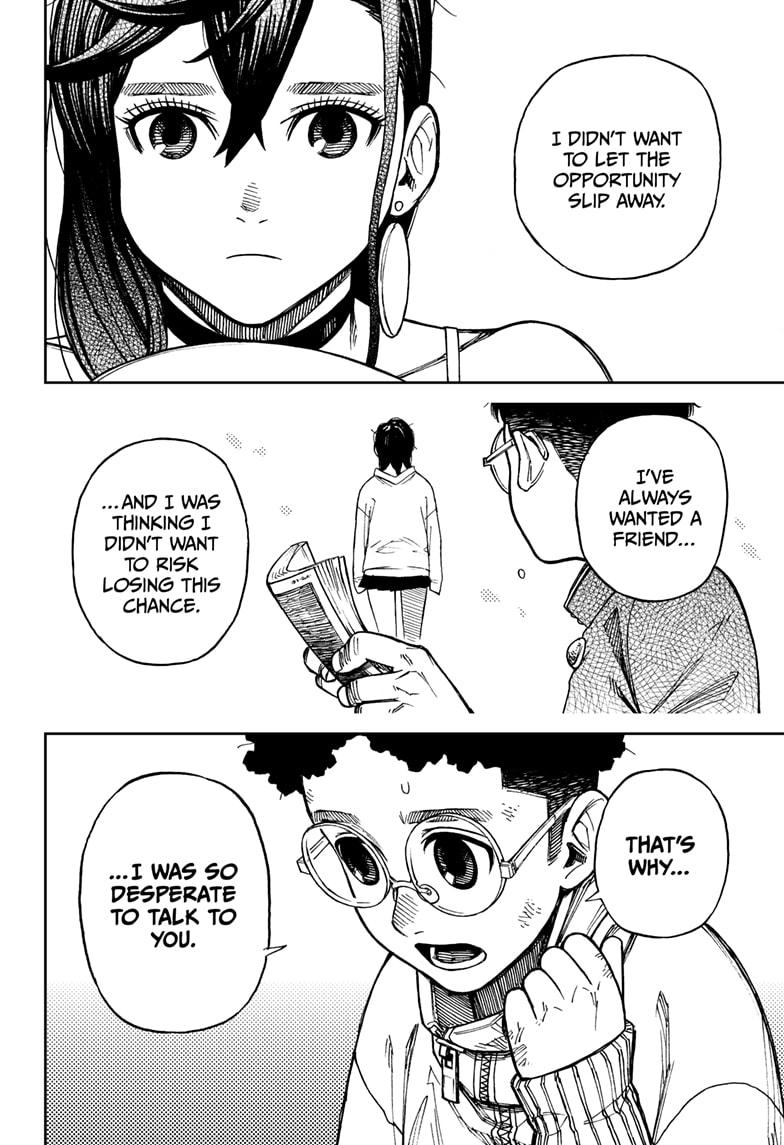 I DIDN'T WANT
TO LET THE
OPPORTUNITY
SLIP AWAY.
I'VE
ALWAYS
WANTED A
FRIEND...
...AND I WAS
THINKING I
DIDN'T WANT
TO RISK
LOSING THIS
CHANCE.
THAT'S
WHY...
...I WAS SO
DESPERATE
TO TALK TO
YOU.